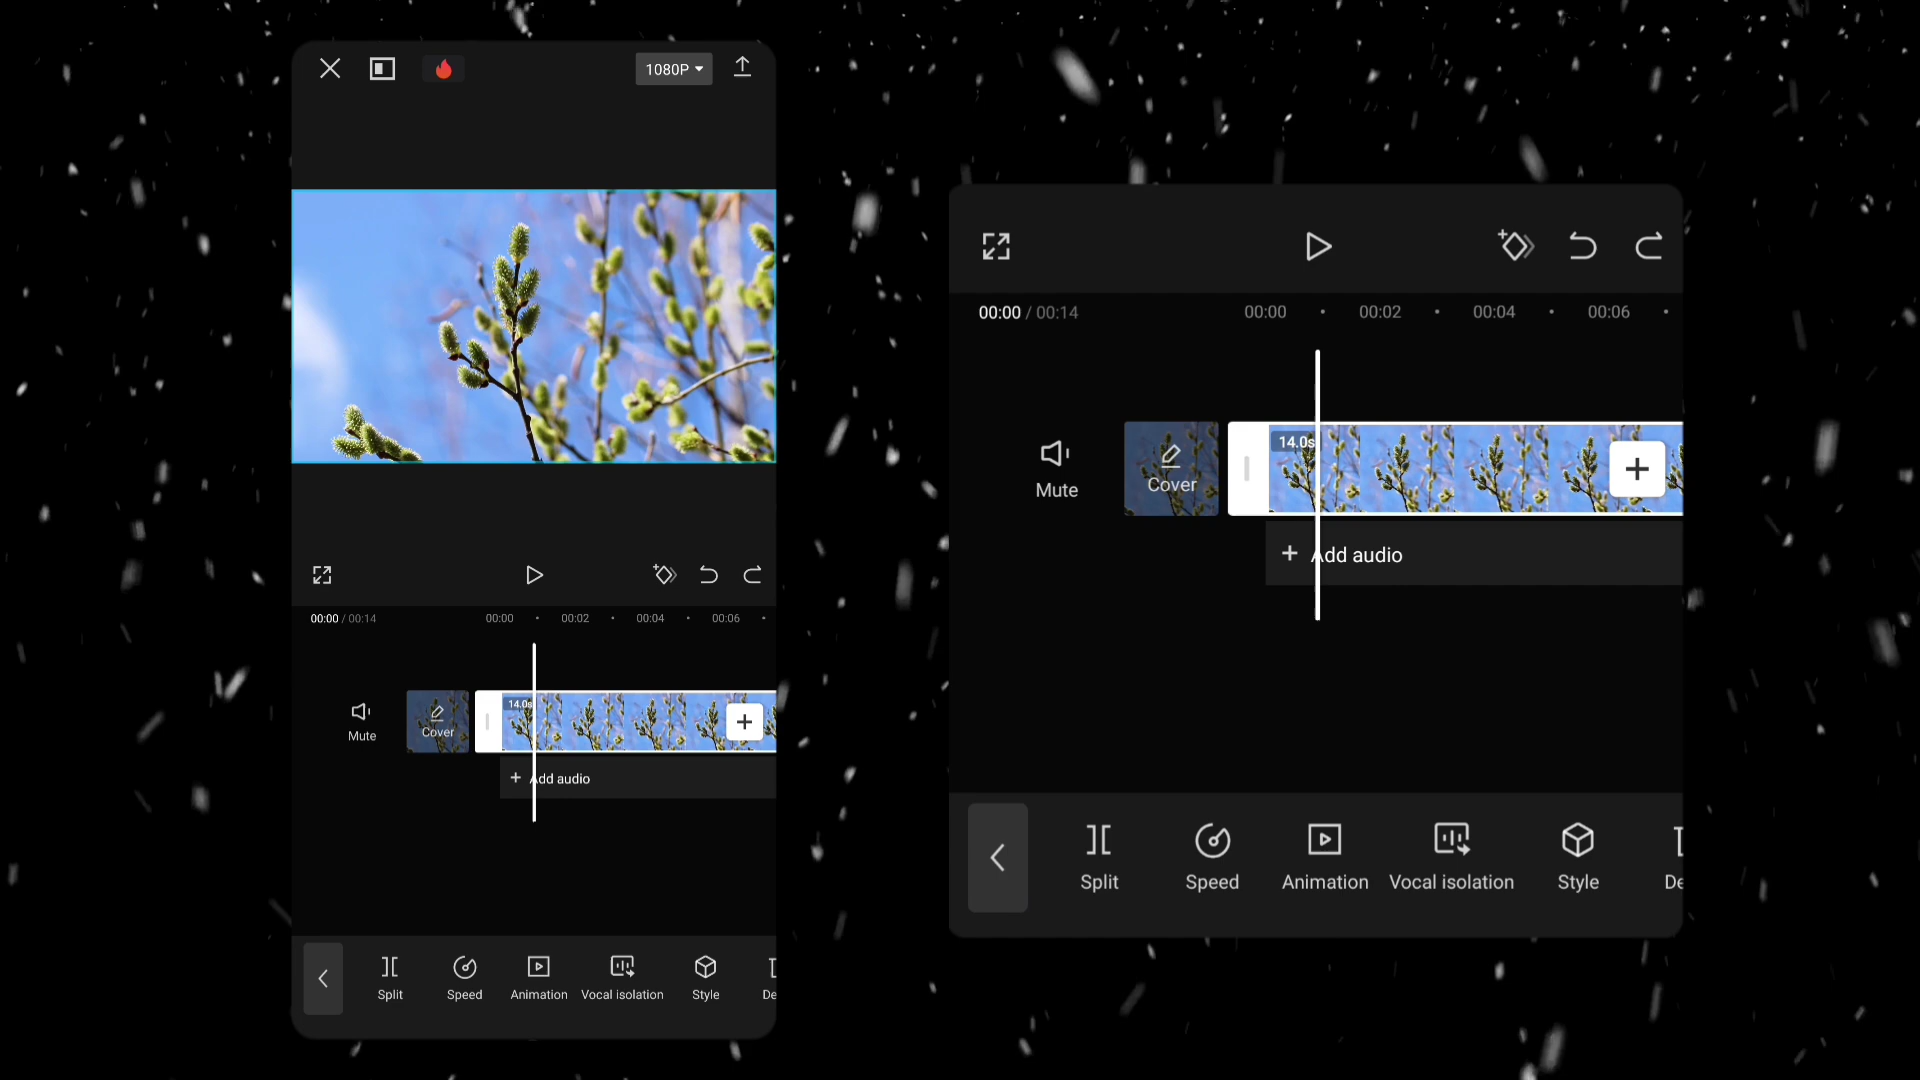 1080P
00:00 / 00:14 00:00 00:02 00:04 00:06
14.0s
Mute
Cover
+ Add audio
Split Speed Animation Vocal isolation Style De
00:00 / 00:14 00:00 00:02 00:04 00:06
14.0s
Mute
Cover
+ Add audio
Split Speed Animation Vocal isolation Style De